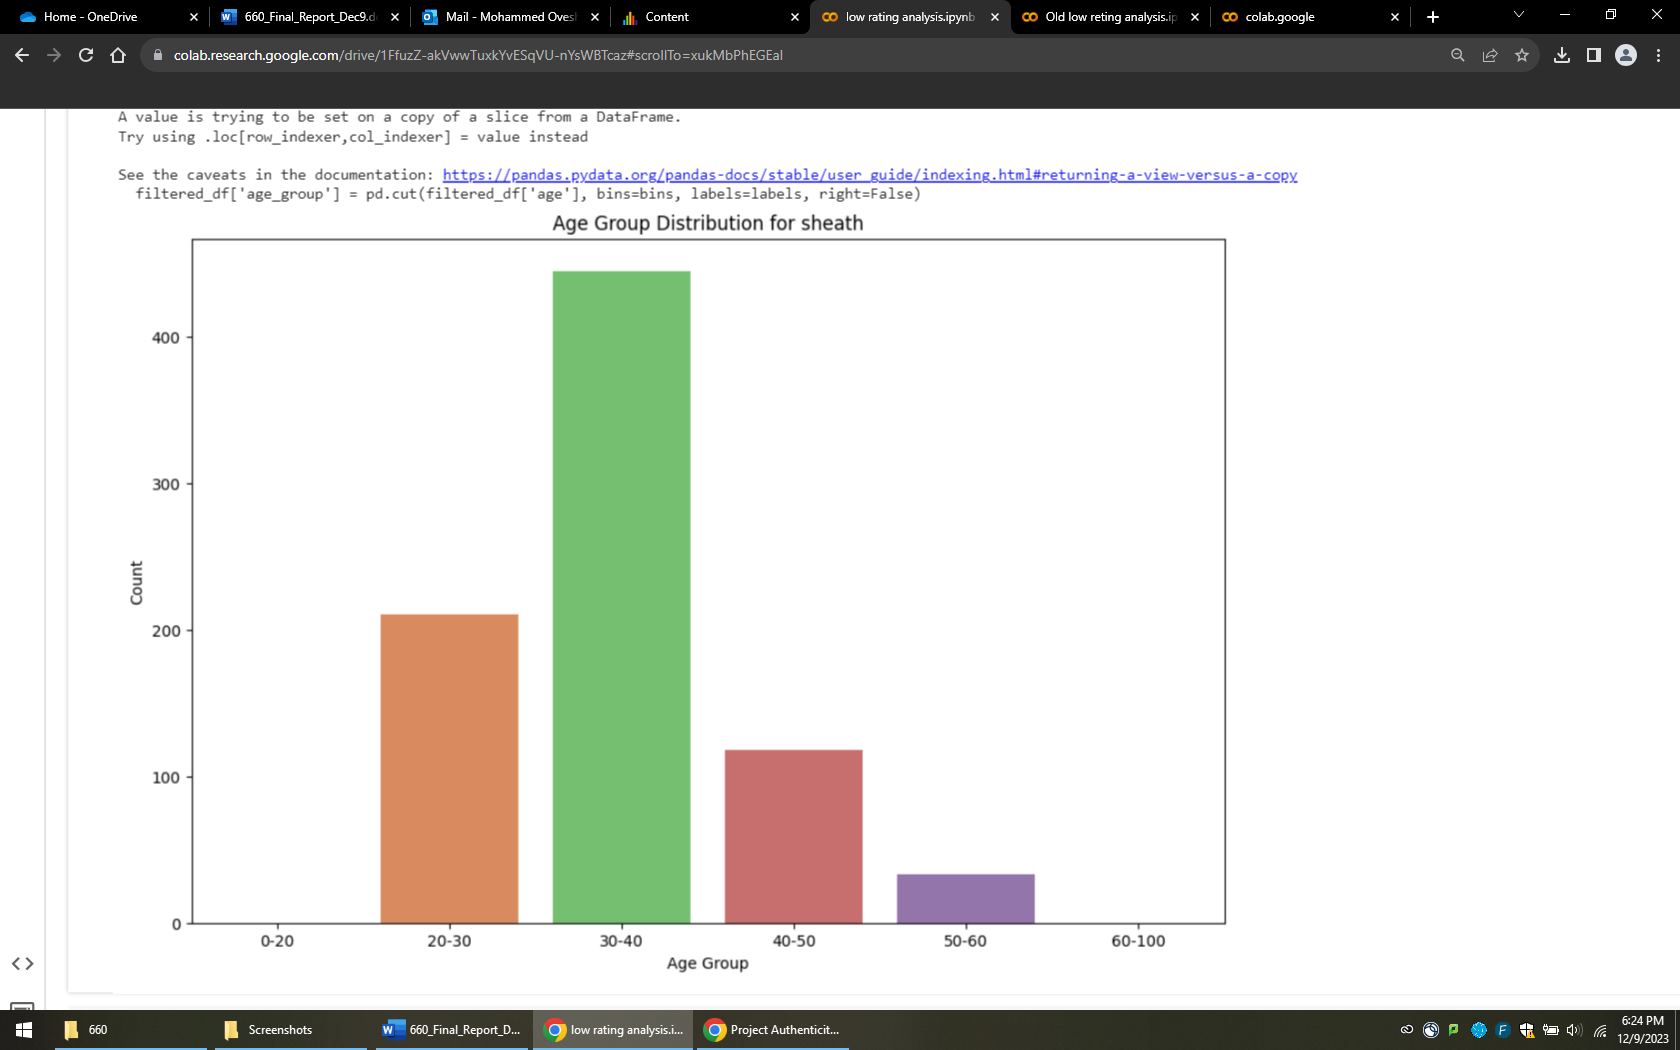 Home - OneDrive
660_Final_Report_Dec9.d
Mail - Mohammed Oves
Content
low rating analysis.ipynb
Old low reting analysis.ip
colab.google
colab.research.google.com/drive/1FfuzZ-akVwwTuxkYvESqVU-nYsWBTcaz#scrollTo=xukMbPhEGEaI
A value is trying to be set on a copy of a slice from a DataFrame.
Try using .loc[row_indexer,col_indexer] = value instead
See the caveats in the documentation: https://pandas.pydata.org/pandas-docs/stable/user_guide/indexing.html#returning-a-view-versus-a-copy
filtered_df['age_group'] = pd.cut(filtered_df['age'], bins=bins, labels=labels, right=False)
Age Group Distribution for sheath
400
300
200
100
0
Count
0-20
20-30
30-40
40-50
50-60
60-100
Age Group
660
Screenshots
660_Final_Report_D...
low rating analysis.i...
Project Authenticit...
6:24 PM
12/9/2023